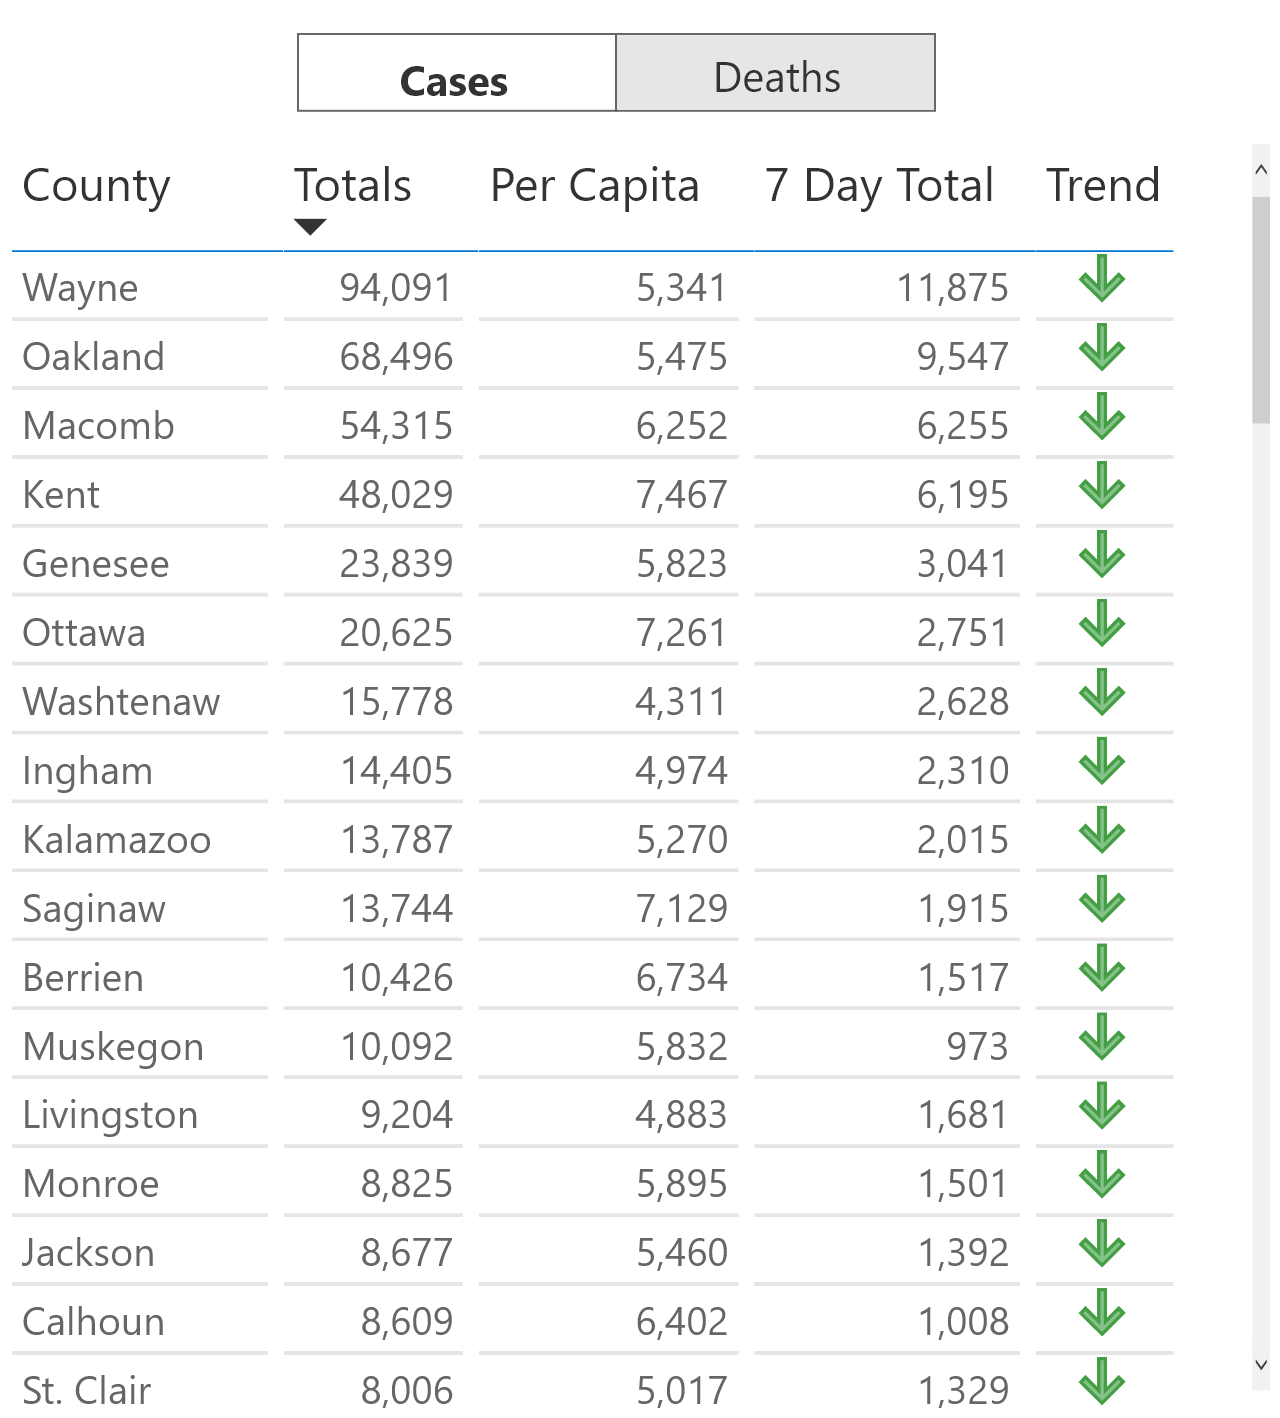 Cases Deaths
County Totals Per Capita 7 Day Total Trend
Wayne 94,091 5,341 11,875
Oakland 68,496 5,475 9,547
Macomb 54,315 6,252 6,255
Kent 48,029 7,467 6,195
Genesee 23,839 5,823 3,041
Ottawa 20,625 7,261 2,751
Washtenaw 15,778 4,311 2,628
Ingham 14,405 4,974 2,310
Kalamazoo 13,787 5,270 2,015
Saginaw 13,744 7,129 1,915
Berrien 10,426 6,734 1,517
Muskegon 10,092 5,832 973
Livingston 9,204 4,883 1,681
Monroe 8,825 5,895 1,501
Jackson 8,677 5,460 1,392
Calhoun 8,609 6,402 1,008
St. Clair 8,006 5,017 1,329